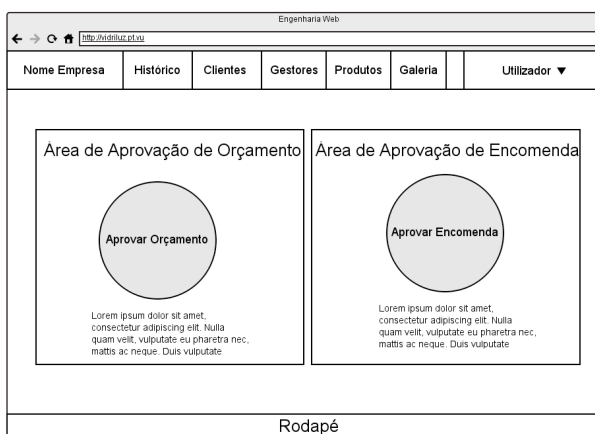 Engenharia Web
http://vidriluz.pt.vu
Nome Empresa Histórico Clientes Gestores Produtos Galeria Utilizador ▼
Área de Aprovação de Orçamento
Aprovar Orçamento
Lorem ipsum dolor sit amet,
consectetur adipiscing elit. Nulla
quam velit, vulputate eu pharetra nec,
mattis ac neque. Duis vulputate
Área de Aprovação de Encomenda
Aprovar Encomenda
Lorem ipsum dolor sit amet,
consectetur adipiscing elit. Nulla
quam velit, vulputate eu pharetra nec,
mattis ac neque. Duis vulputate
Rodapé